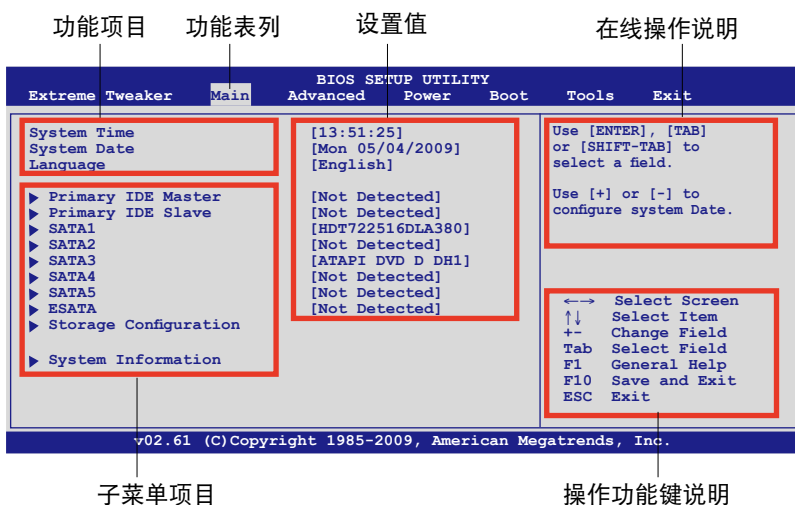 功能项目 功能表列 设置值 在线操作说明
BIOS SETUP UTILITY
Extreme Tweaker Main Advanced Power Boot Tools Exit
System Time [13:51:25]
System Date [Mon 05/04/2009]
Language [English]
▶ Primary IDE Master [Not Detected]
▶ Primary IDE Slave [Not Detected]
▶ SATA1 [HDT722516DLA380]
▶ SATA2 [Not Detected]
▶ SATA3 [ATAPI DVD D DH1]
▶ SATA4 [Not Detected]
▶ SATA5 [Not Detected]
▶ ESATA [Not Detected]
▶ Storage Configuration
▶ System Information
Use [ENTER], [TAB]
or [SHIFT-TAB] to
select a field.
Use [+] or [-] to
configure system Date.
←→ Select Screen
↑↓ Select Item
+- Change Field
Tab Select Field
F1 General Help
F10 Save and Exit
ESC Exit
v02.61 (C)Copyright 1985-2009, American Megatrends, Inc.
子菜单项目 操作功能键说明